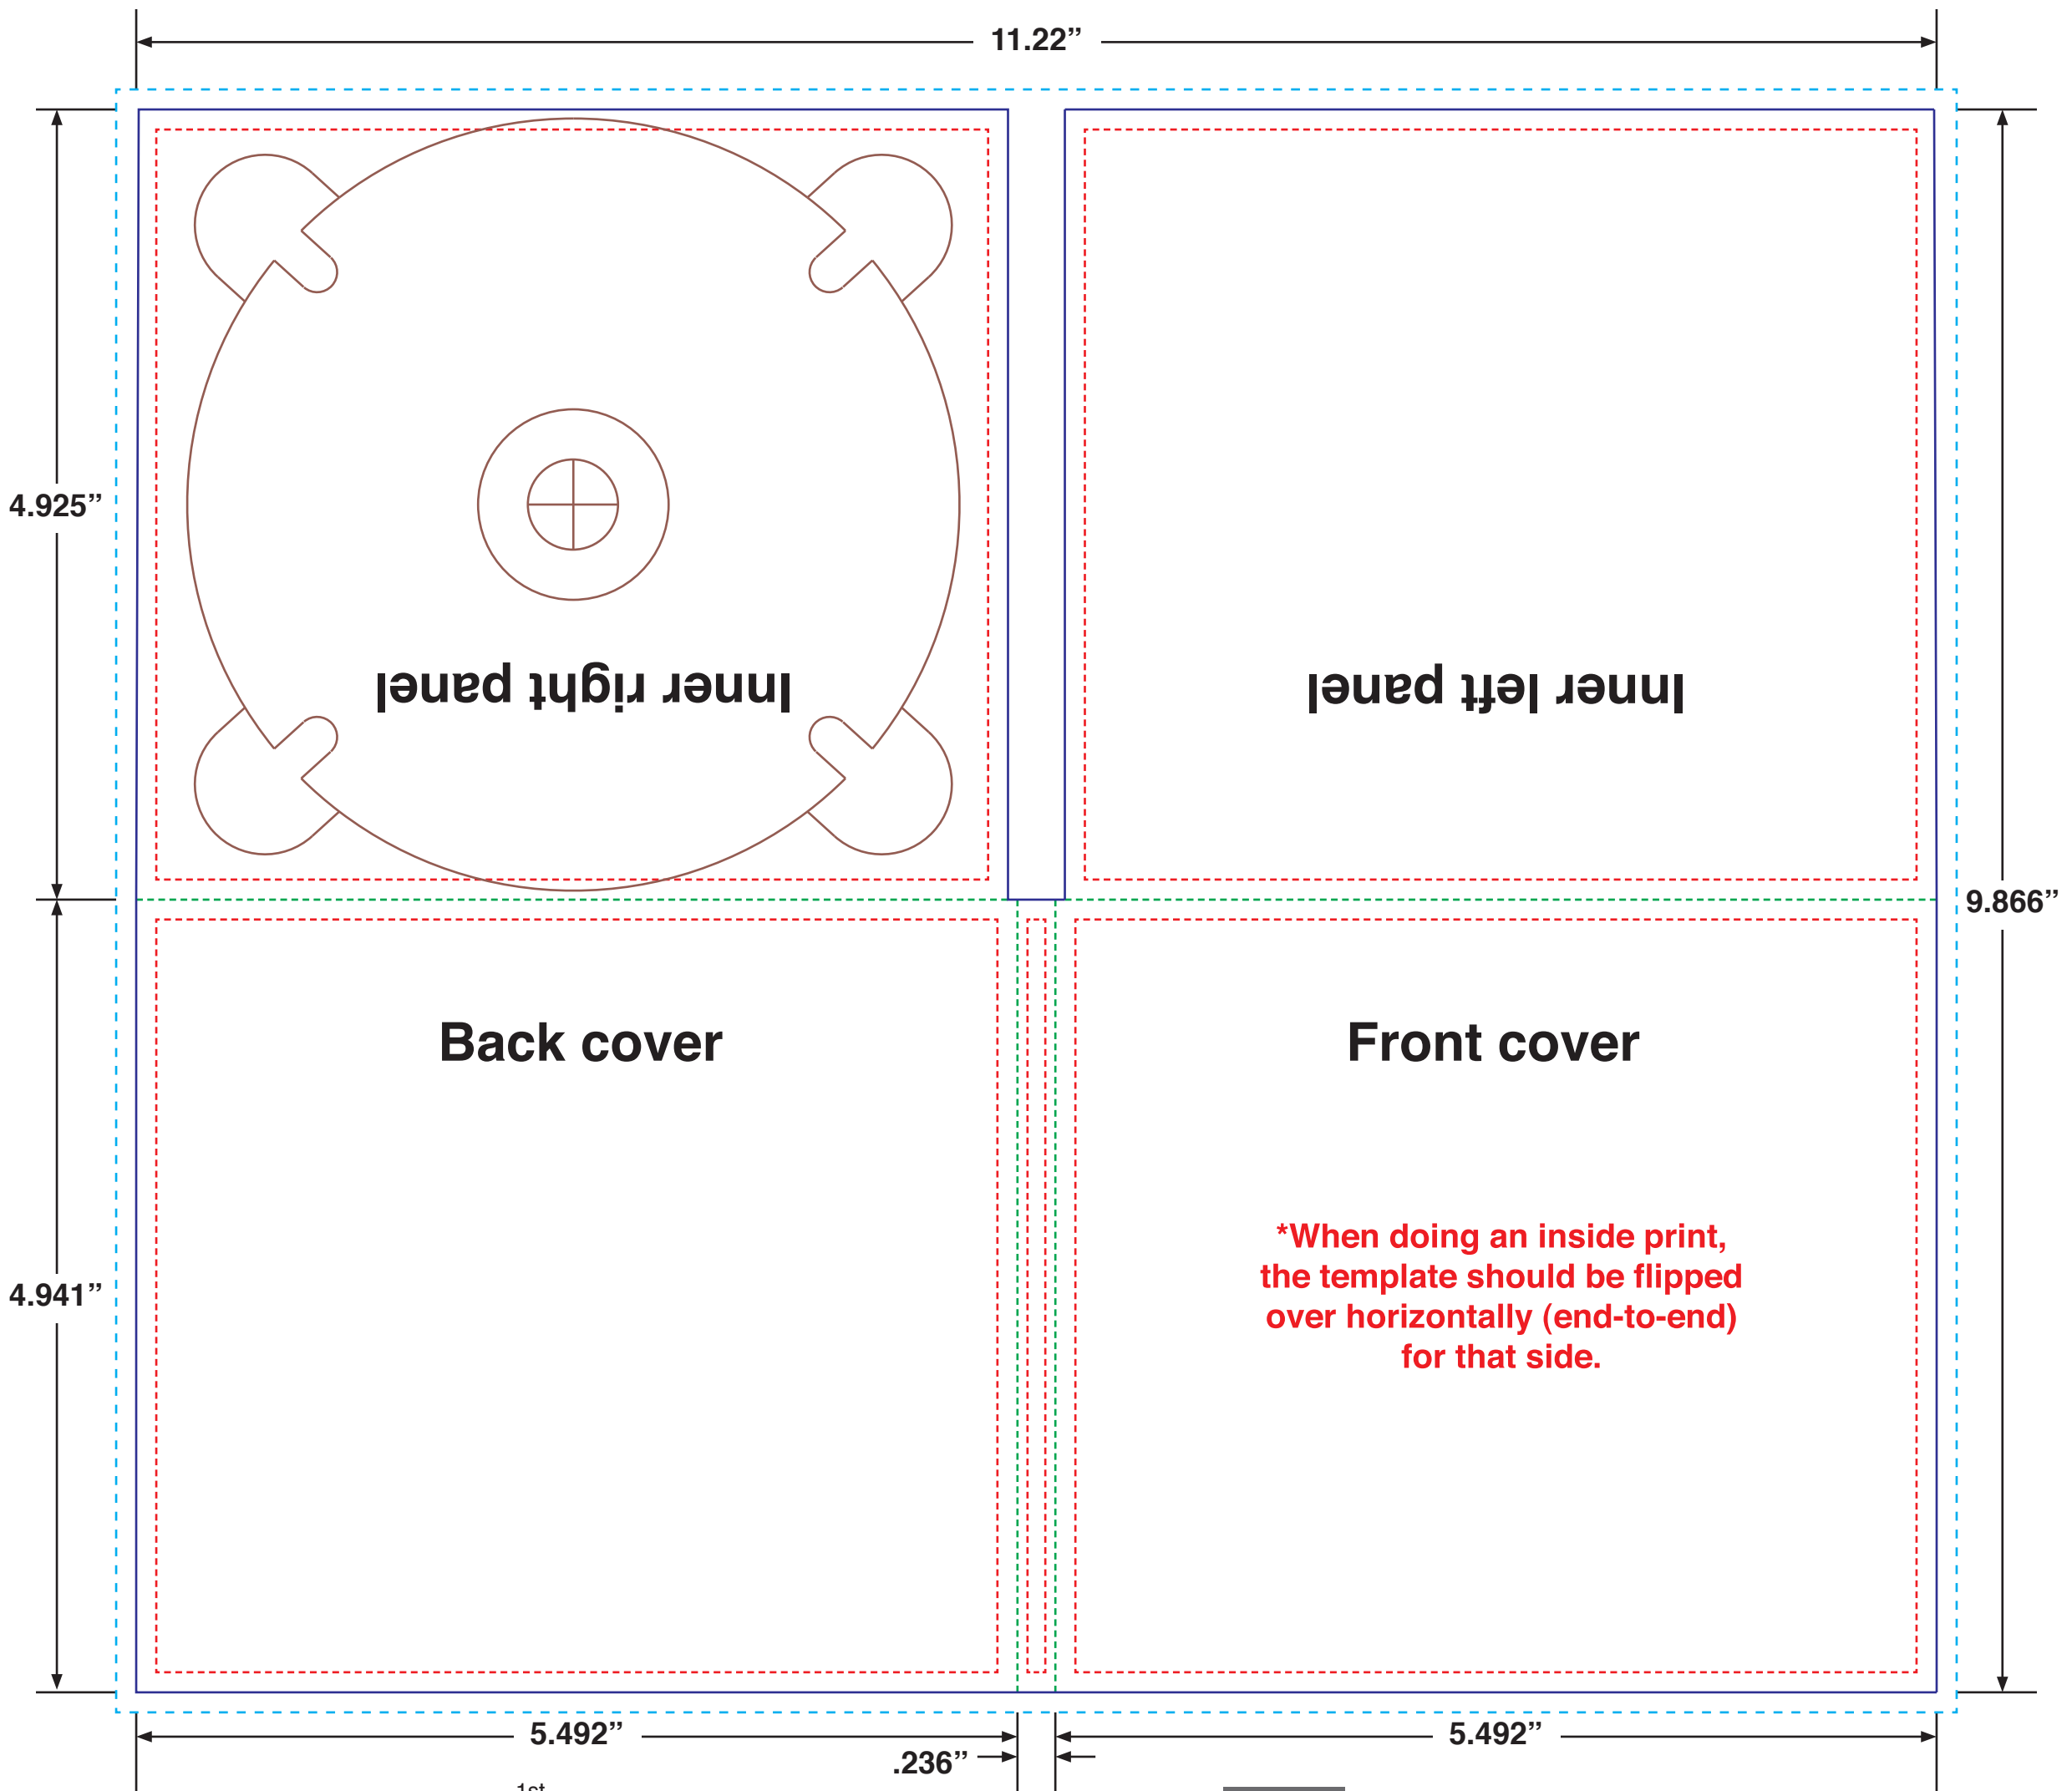 11.22”
4.925”
Inner right panel
Inner left panel
9.866”
Back cover
Front cover
*When doing an inside print,
the template should be flipped
over horizontally (end-to-end)
for that side.
4.941”
5.492”
5.492”
.236”
1st